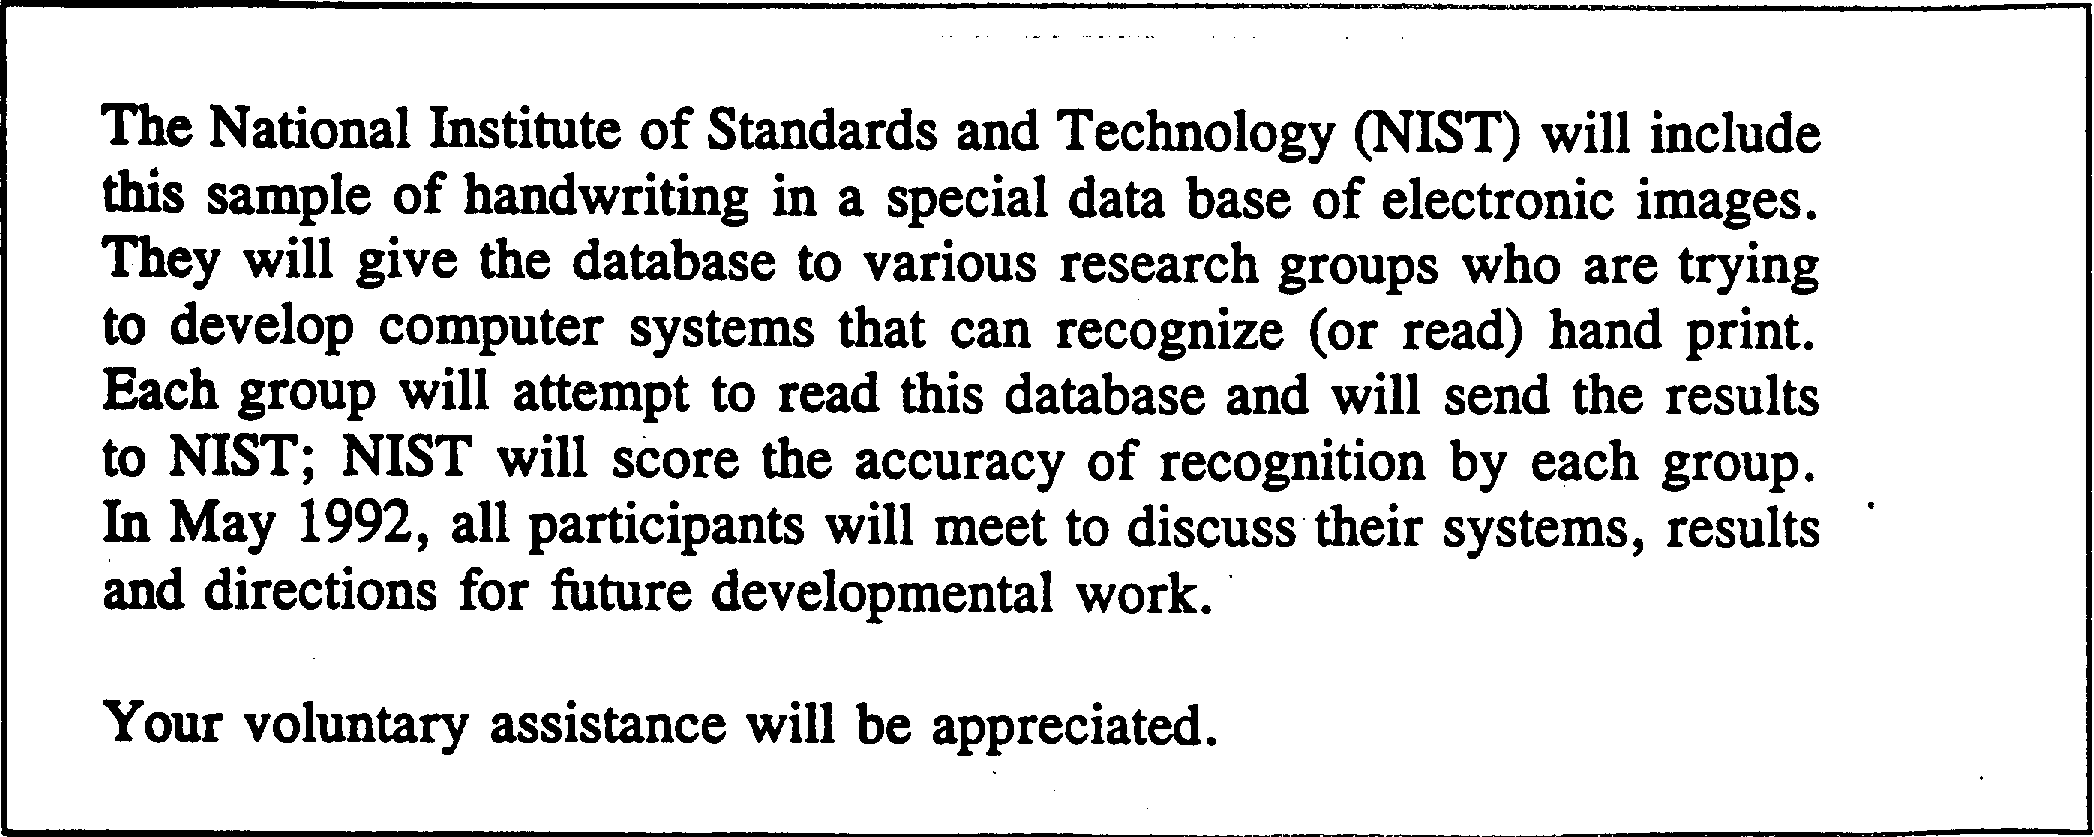 The National Institute of Standards and Technology (NIST) will include
this sample of handwriting in a special data base of electronic images.
They will give the database to various research groups who are trying
to develop computer systems that can recognize (or read) hand print.
Each group will attempt to read this database and will send the results
to NIST; NIST will score the accuracy of recognition by each group.
In May 1992, all participants will meet to discuss their systems, results
and directions for future developmental work.
Your voluntary assistance will be appreciated.